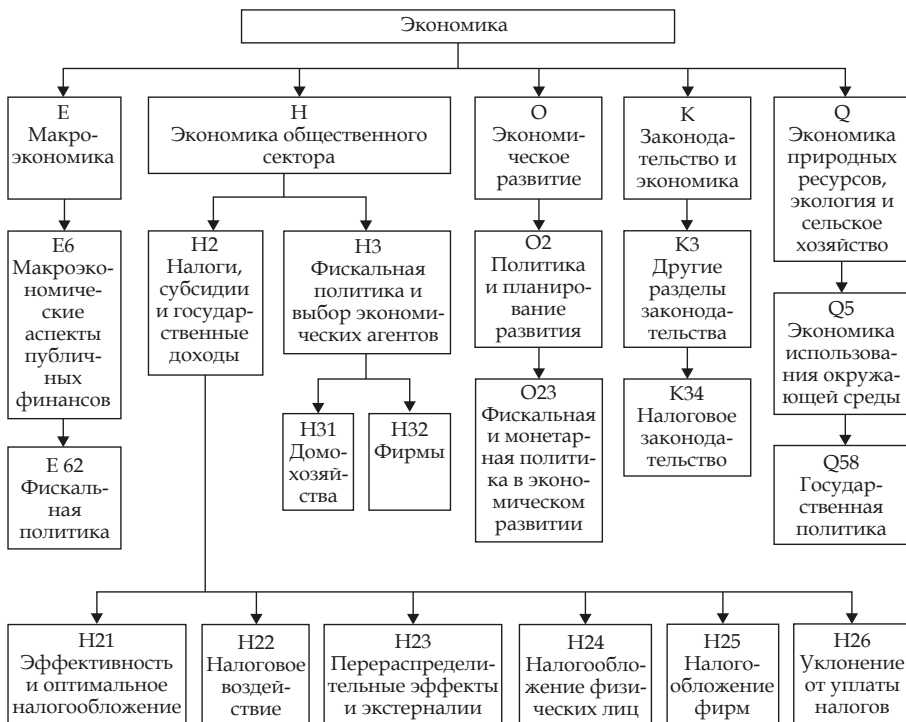 Экономика
E
Макро-
экономика
H
Экономика общественного
сектора
O
Экономи-
ческое
развитие
K
Законода-
тельство и
экономика
Q
Экономика
природных
ресурсов,
экология и
сельское
хозяйство
E6
Макроэко-
номичес-
кие
аспекты
публич-
ных
финансов
H2
Налоги,
субсидии
и государ-
ственные
доходы
H3
Фискальная
политика и
выбор экономи-
ческих агентов
O2
Политика
и планиро-
вание
развития
K3
Другие
разделы
законода-
тельства
Q5
Экономика
использова-
ния окружа-
ющей среды
E 62
Фискаль-
ная
политика
H31
Домо-
хозяй-
ства
H32
Фирмы
O23
Фискальная
и монетар-
ная полити-
ка в эконо-
мическом
развитии
K34
Налоговое
законода-
тельство
Q58
Государ-
ственная
политика
H21
Эффективность
и оптимальное
налогообложение
H22
Налоговое
воздей-
ствие
H23
Перераспредели-
тельные эффекты
и экстерналии
H24
Налогообло-
жение физи-
ческих лиц
H25
Налого-
обложение
фирм
H26
Уклонение
от уплаты
налогов